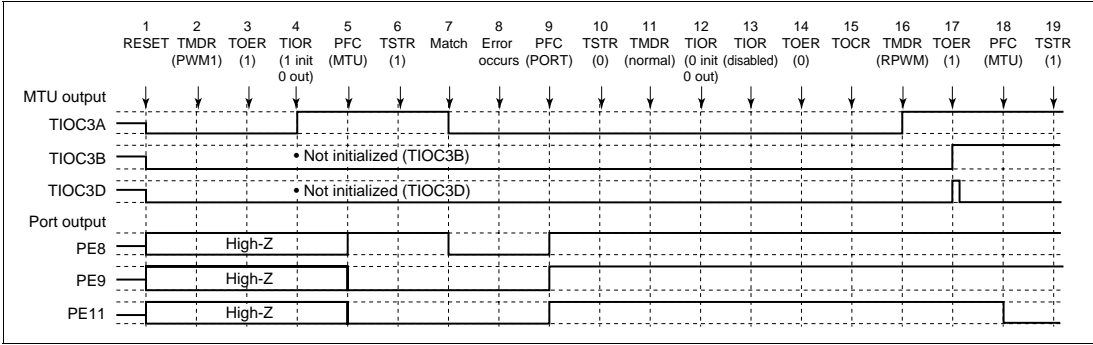 1 2 3 4 5 6 7 8 9 10 11 12 13 14 15 16 17 18 19
RESET TMDR TOER TIOR PFC TSTR Match Error PFC TSTR TMDR TIOR TIOR TOER TOCR TMDR TOER PFC TSTR
(PWM1) (1) (1 init (MTU) (1) occurs (PORT) (0) (normal) (0 init (disabled) (0) (RPWM) (1) (MTU) (1)
0 out) 0 out)
MTU output
TIOC3A
TIOC3B • Not initialized (TIOC3B)
TIOC3D • Not initialized (TIOC3D)
Port output
PE8 High-Z
PE9 High-Z
PE11 High-Z